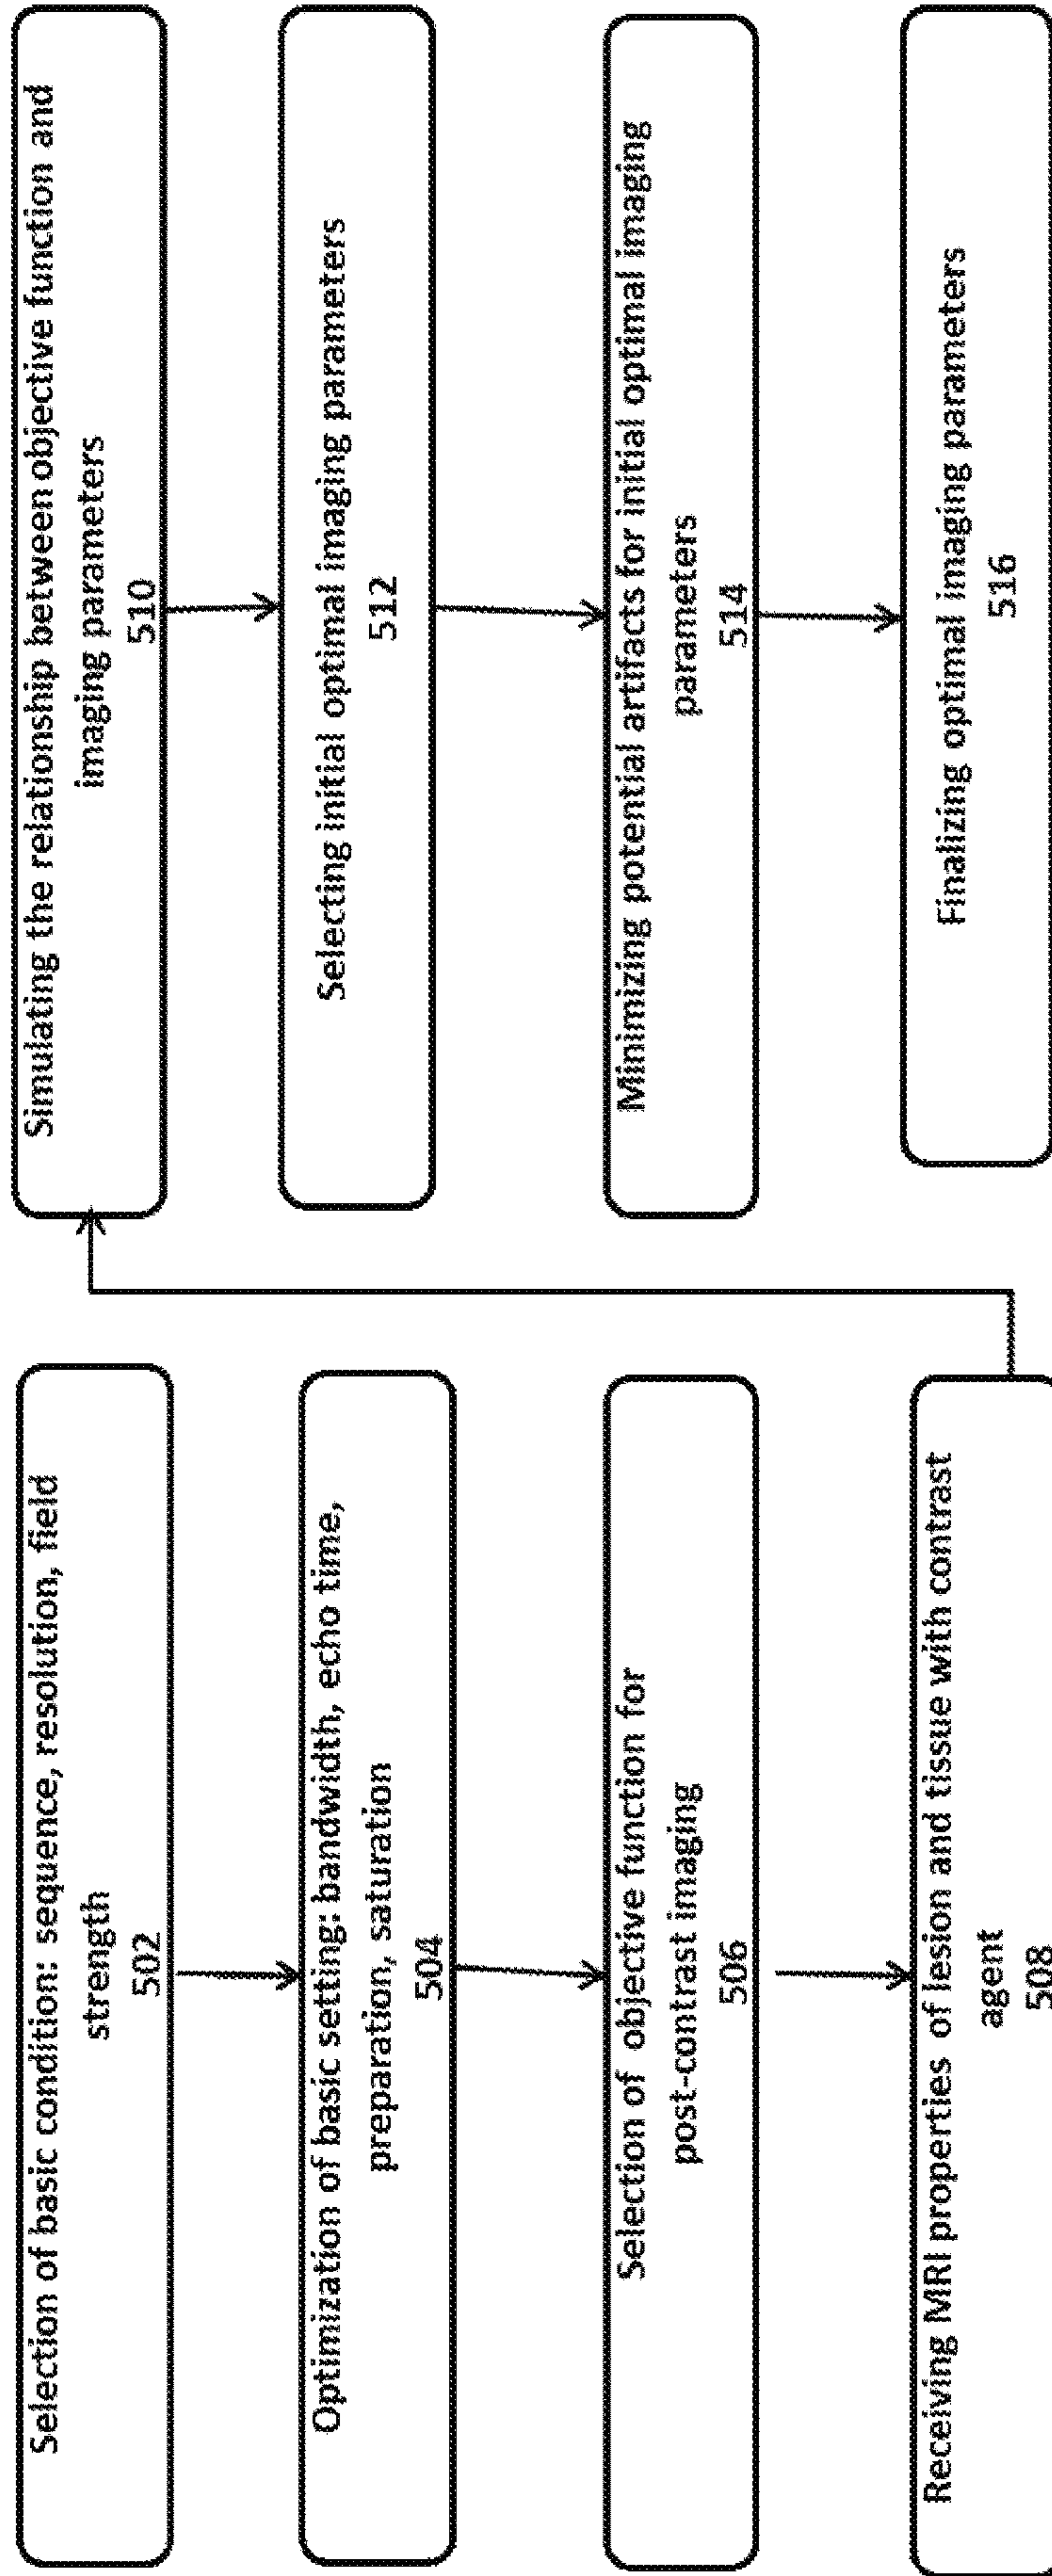 Selection of basic condition: sequence, resolution, field
strength
502
Optimization of basic setting: bandwidth, echo time,
preparation, saturation
504
Selection of objective function for
post-contrast imaging
506
Receiving MRI properties of lesion and tissue with contrast
agent
508
Simulating the relationship between objective function and
imaging parameters
510
Selecting initial optimal imaging parameters
512
Minimizing potential artifacts for initial optimal imaging
parameters
514
Finalizing optimal imaging parameters
516